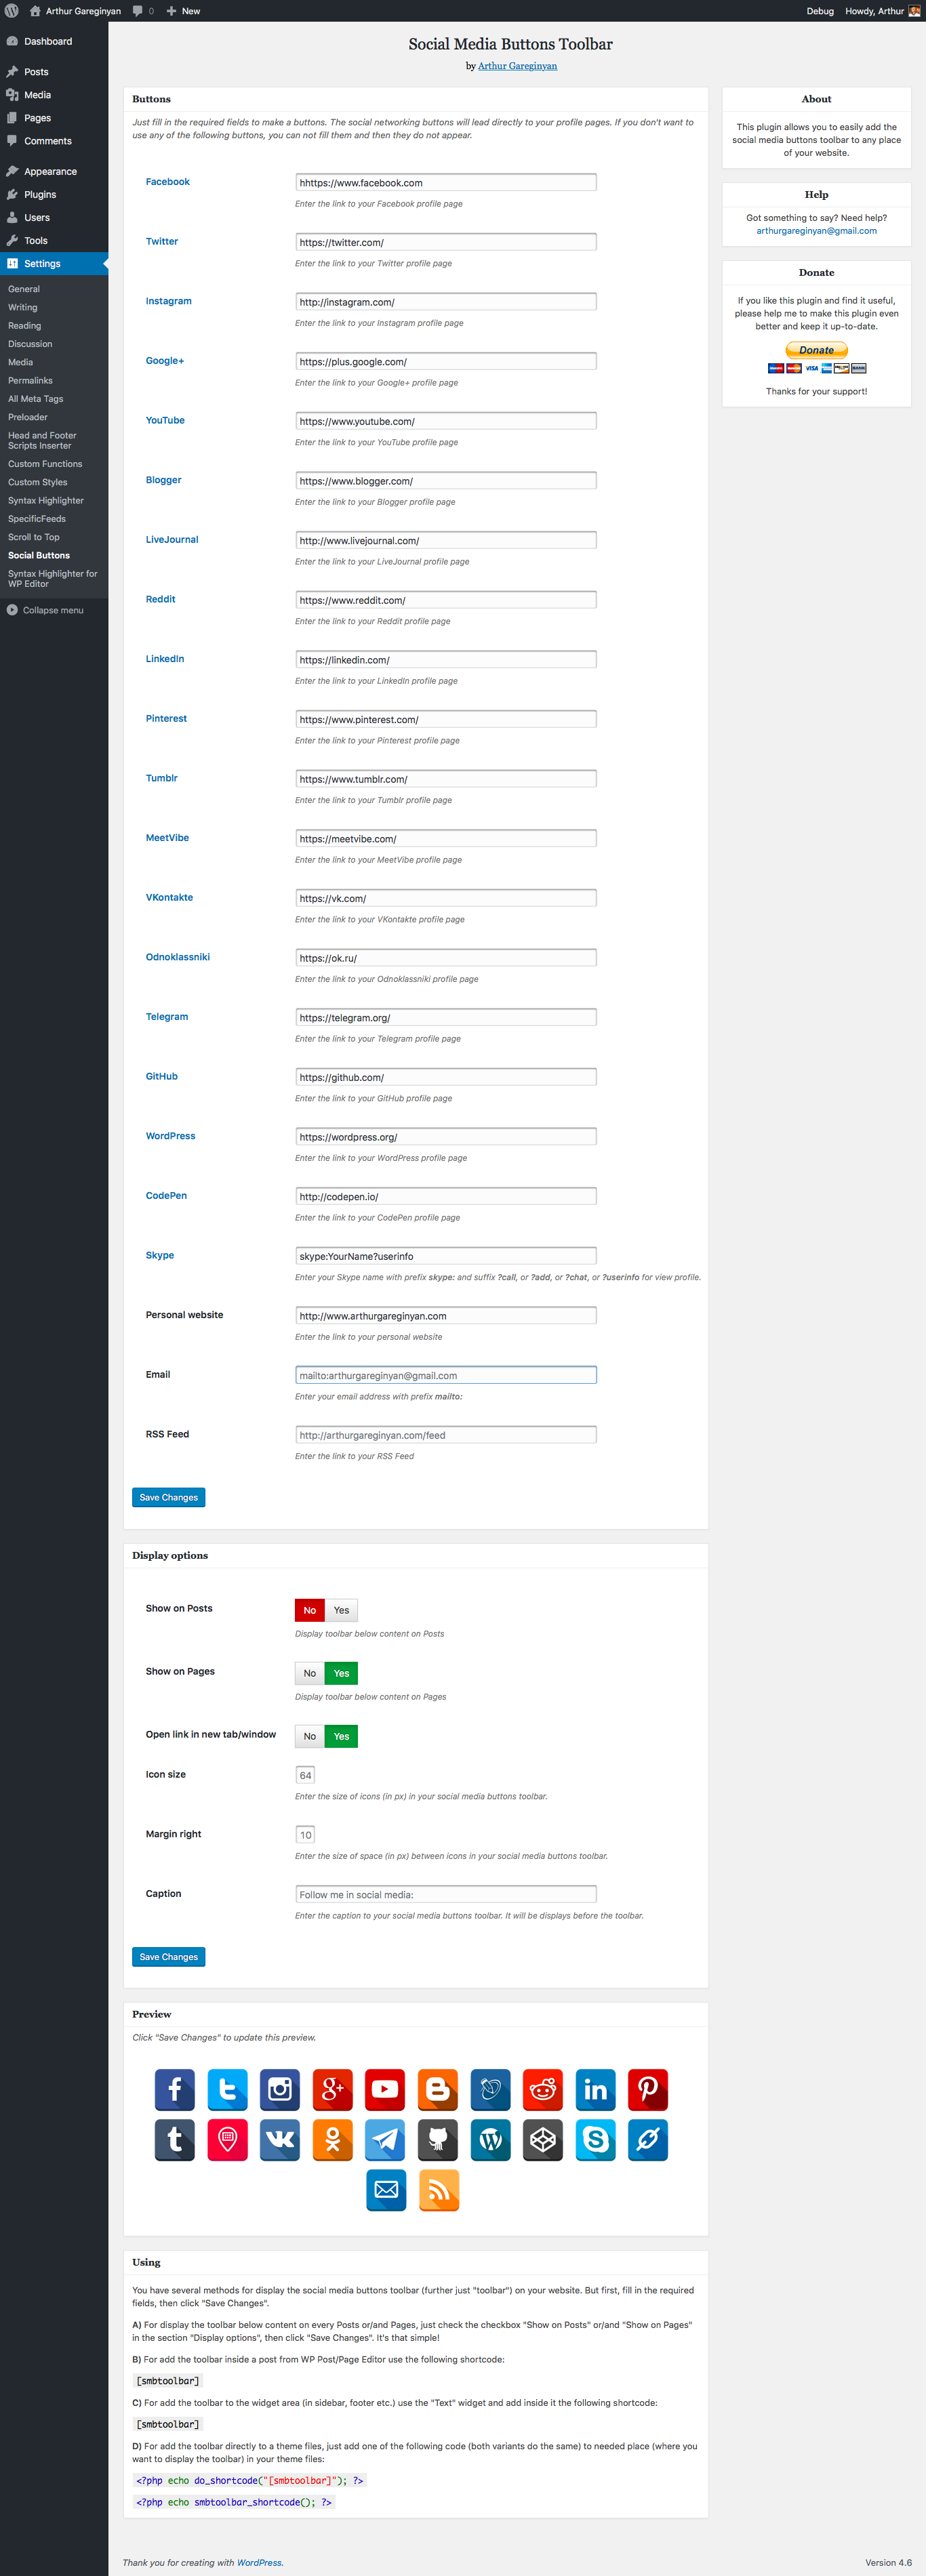 Arthur Gareginyan
0
New
Debug
Howdy, Arthur
Dashboard
Posts
Media
Pages
Comments
Appearance
Plugins
Users
Tools
Settings
General
Writing
Reading
Discussion
Media
Permalinks
All Meta Tags
Preloader
Head and Footer
Scripts Inserter
Custom Functions
Custom Styles
Syntax Highlighter
SpecificFeeds
Scroll to Top
Social Buttons
Syntax Highlighter for
WP Editor
Collapse menu
Social Media Buttons Toolbar
by Arthur Gareginyan
Buttons
Just fill in the required fields to make a buttons. The social networking buttons will lead directly to your profile pages. If you don't want to
use any of the following buttons, you can not fill them and then they do not appear.
Facebook
hhttps://www.facebook.com
Enter the link to your Facebook profile page
Twitter
https://twitter.com/
Enter the link to your Twitter profile page
Instagram
http://instagram.com/
Enter the link to your Instagram profile page
Google+
https://plus.google.com/
Enter the link to your Google+ profile page
YouTube
https://www.youtube.com/
Enter the link to your YouTube profile page
Blogger
https://www.blogger.com/
Enter the link to your Blogger profile page
LiveJournal
http://www.livejournal.com/
Enter the link to your LiveJournal profile page
Reddit
https://www.reddit.com/
Enter the link to your Reddit profile page
LinkedIn
https://linkedin.com/
Enter the link to your LinkedIn profile page
Pinterest
https://www.pinterest.com/
Enter the link to your Pinterest profile page
Tumblr
https://www.tumblr.com/
Enter the link to your Tumblr profile page
MeetVibe
https://meetvibe.com/
Enter the link to your MeetVibe profile page
VKontakte
https://vk.com/
Enter the link to your VKontakte profile page
Odnoklassniki
https://ok.ru/
Enter the link to your Odnoklassniki profile page
Telegram
https://telegram.org/
Enter the link to your Telegram profile page
GitHub
https://github.com/
Enter the link to your GitHub profile page
WordPress
https://wordpress.org/
Enter the link to your WordPress profile page
CodePen
http://codepen.io/
Enter the link to your CodePen profile page
Skype
skype:YourName?userinfo
Enter your Skype name with prefix skype: and suffix ?call, or ?add, or ?chat, or ?userinfo for view profile.
Personal website
http://www.arthurgareginyan.com
Enter the link to your personal website
Email
mailto:arthurgareginyan@gmail.com
Enter your email address with prefix mailto:
RSS Feed
http://arthurgareginyan.com/feed
Enter the link to your RSS Feed
Save Changes
Display options
Show on Posts
No Yes
Display toolbar below content on Posts
Show on Pages
No Yes
Display toolbar below content on Pages
Open link in new tab/window
No Yes
Icon size
64
Enter the size of icons (in px) in your social media buttons toolbar.
Margin right
10
Enter the size of space (in px) between icons in your social media buttons toolbar.
Caption
Follow me in social media:
Enter the caption to your social media buttons toolbar. It will be displays before the toolbar.
Save Changes
Preview
Click "Save Changes" to update this preview.
Using
You have several methods for display the social media buttons toolbar (further just "toolbar") on your website. But first, fill in the required
fields, then click "Save Changes".
A) For display the toolbar below content on every Posts or/and Pages, just check the checkbox "Show on Posts" or/and "Show on Pages"
in the section "Display options", then click "Save Changes". It's that simple!
B) For add the toolbar inside a post from WP Post/Page Editor use the following shortcode:
[smbtoolbar]
C) For add the toolbar to the widget area (in sidebar, footer etc.) use the "Text" widget and add inside it the following shortcode:
[smbtoolbar]
D) For add the toolbar directly to a theme files, just add one of the following code (both variants do the same) to needed place (where you
want to display the toolbar) in your theme files:
<?php echo do_shortcode("[smbtoolbar]"); ?>
<?php echo smbtoolbar_shortcode(); ?>
About
This plugin allows you to easily add the
social media buttons toolbar to any place
of your website.
Help
Got something to say? Need help?
arthurgareginyan@gmail.com
Donate
If you like this plugin and find it useful,
please help me to make this plugin even
better and keep it up-to-date.
Donate
VISA
BANK
Thanks for your support!
Thank you for creating with WordPress.
Version 4.6